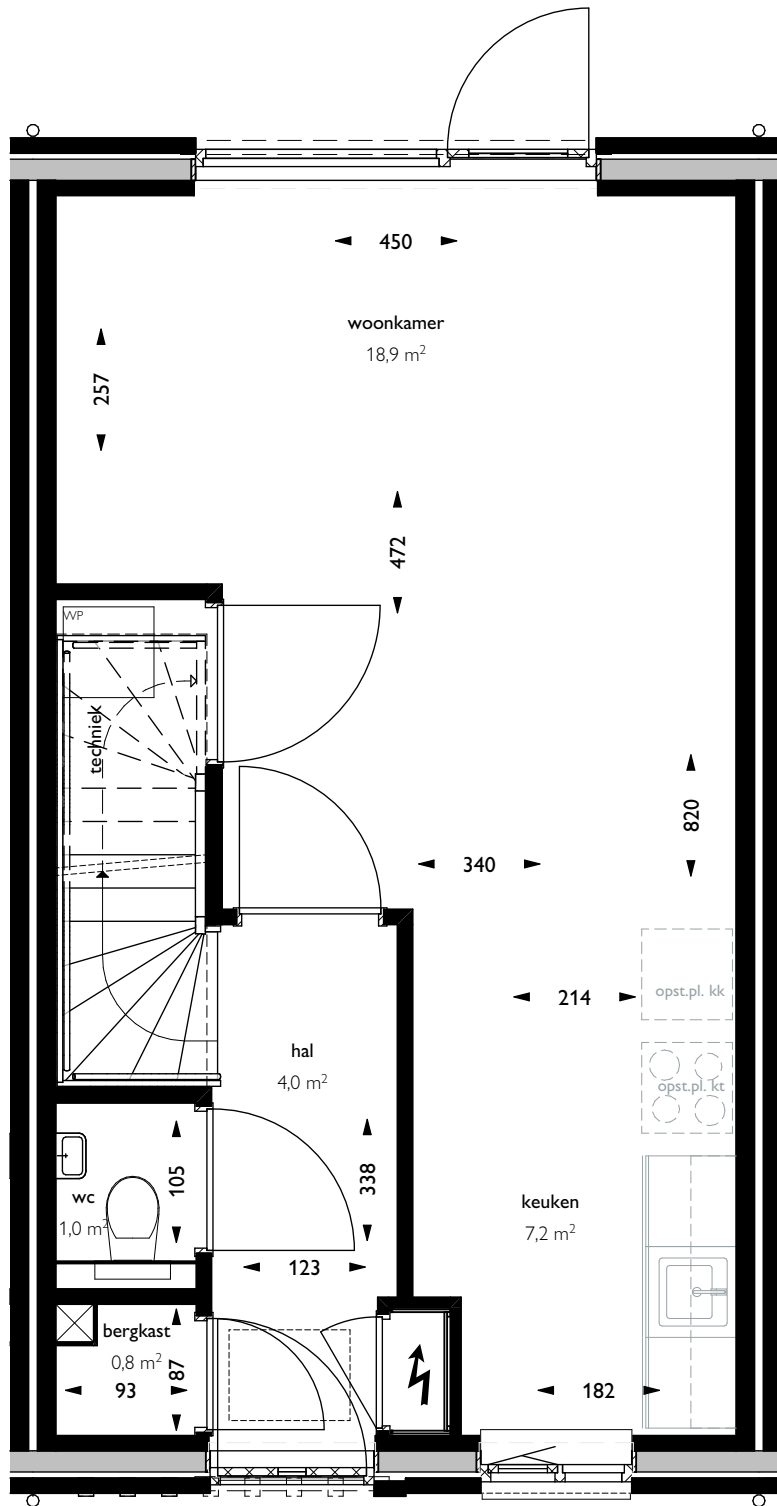 450
woonkamer
18,9 m²
257
472
WP
techniek
820
340
opst.pl. kk
214
hal
4,0 m²
opst.pl. kt
105
338
wc
1,0 m²
keuken
7,2 m²
123
bergkast
0,8 m²
87
93
182